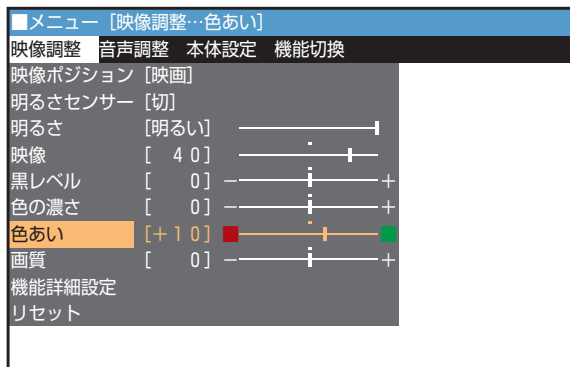 ■メニュー [映像調整…色あい]
映像調整 音声調整 本体設定 機能切換
映像ポジション [映画]
明るさセンサー [切]
明るさ [明るい]
映像 [ 40]
黒レベル [ 0] − +
色の濃さ [ 0] − +
色あい [+10]
画質 [ 0] − +
機能詳細設定
リセット